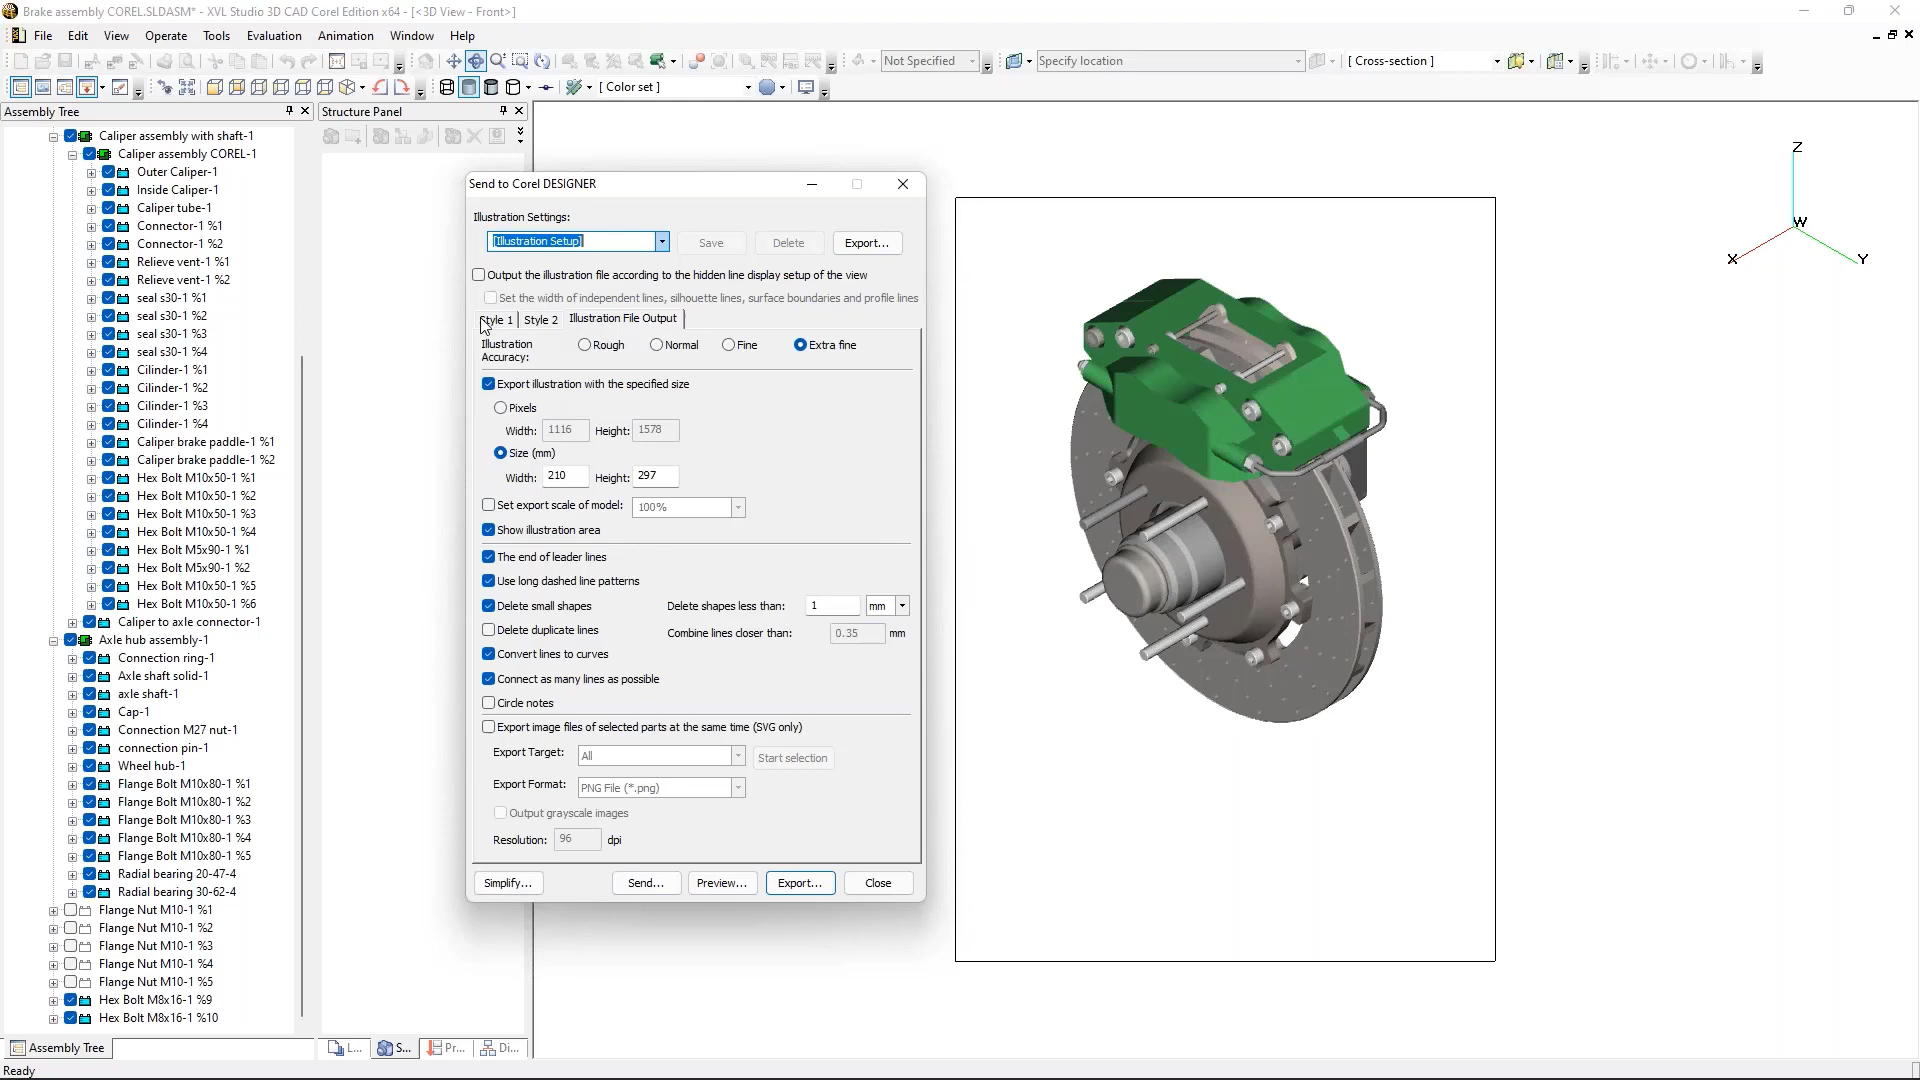 Brake assembly COREL.SLDASM* - XVL Studio 3D CAD Corel Edition x64 - [<3D View - Front>]
File Edit View Operate Tools Evaluation Animation Window Help
Not Specified
Specify location
[ Cross-section ]
[ Color set ]
Assembly Tree
Caliper assembly with shaft-1
Caliper assembly COREL-1
Outer Caliper-1
Inside Caliper-1
Caliper tube-1
Connector-1 %1
Connector-1 %2
Relieve vent-1 %1
Relieve vent-1 %2
seal s30-1 %1
seal s30-1 %2
seal s30-1 %3
seal s30-1 %4
Cilinder-1 %1
Cilinder-1 %2
Cilinder-1 %3
Cilinder-1 %4
Caliper brake paddle-1 %1
Caliper brake paddle-1 %2
Hex Bolt M10x50-1 %1
Hex Bolt M10x50-1 %2
Hex Bolt M10x50-1 %3
Hex Bolt M10x50-1 %4
Hex Bolt M5x90-1 %1
Hex Bolt M5x90-1 %2
Hex Bolt M10x50-1 %5
Hex Bolt M10x50-1 %6
Caliper to axle connector-1
Axle hub assembly-1
Connection ring-1
Axle shaft solid-1
axle shaft-1
Cap-1
Connection M27 nut-1
connection pin-1
Wheel hub-1
Flange Bolt M10x80-1 %1
Flange Bolt M10x80-1 %2
Flange Bolt M10x80-1 %3
Flange Bolt M10x80-1 %4
Flange Bolt M10x80-1 %5
Radial bearing 20-47-4
Radial bearing 30-62-4
Flange Nut M10-1 %1
Flange Nut M10-1 %2
Flange Nut M10-1 %3
Flange Nut M10-1 %4
Flange Nut M10-1 %5
Hex Bolt M8x16-1 %9
Hex Bolt M8x16-1 %10
Assembly Tree
Structure Panel
L...
S...
Pr...
Di...
Send to Corel DESIGNER
Illustration Settings:
[Illustration Setup]
Save
Delete
Export...
Output the illustration file according to the hidden line display setup of the view
Set the width of independent lines, silhouette lines, surface boundaries and profile lines
Style 1
Style 2
Illustration File Output
Illustration Accuracy:
Rough
Normal
Fine
Extra fine
Export illustration with the specified size
Pixels
Width: 1116 Height: 1578
Size (mm)
Width: 210 Height: 297
Set export scale of model: 100%
Show illustration area
The end of leader lines
Use long dashed line patterns
Delete small shapes
Delete shapes less than: 1 mm
Delete duplicate lines
Combine lines closer than: 0.35 mm
Convert lines to curves
Connect as many lines as possible
Circle notes
Export image files of selected parts at the same time (SVG only)
Export Target: All
Start selection
Export Format: PNG File (*.png)
Output grayscale images
Resolution: 96 dpi
Simplify...
Send...
Preview...
Export...
Close
Z
W
X
Y
Ready